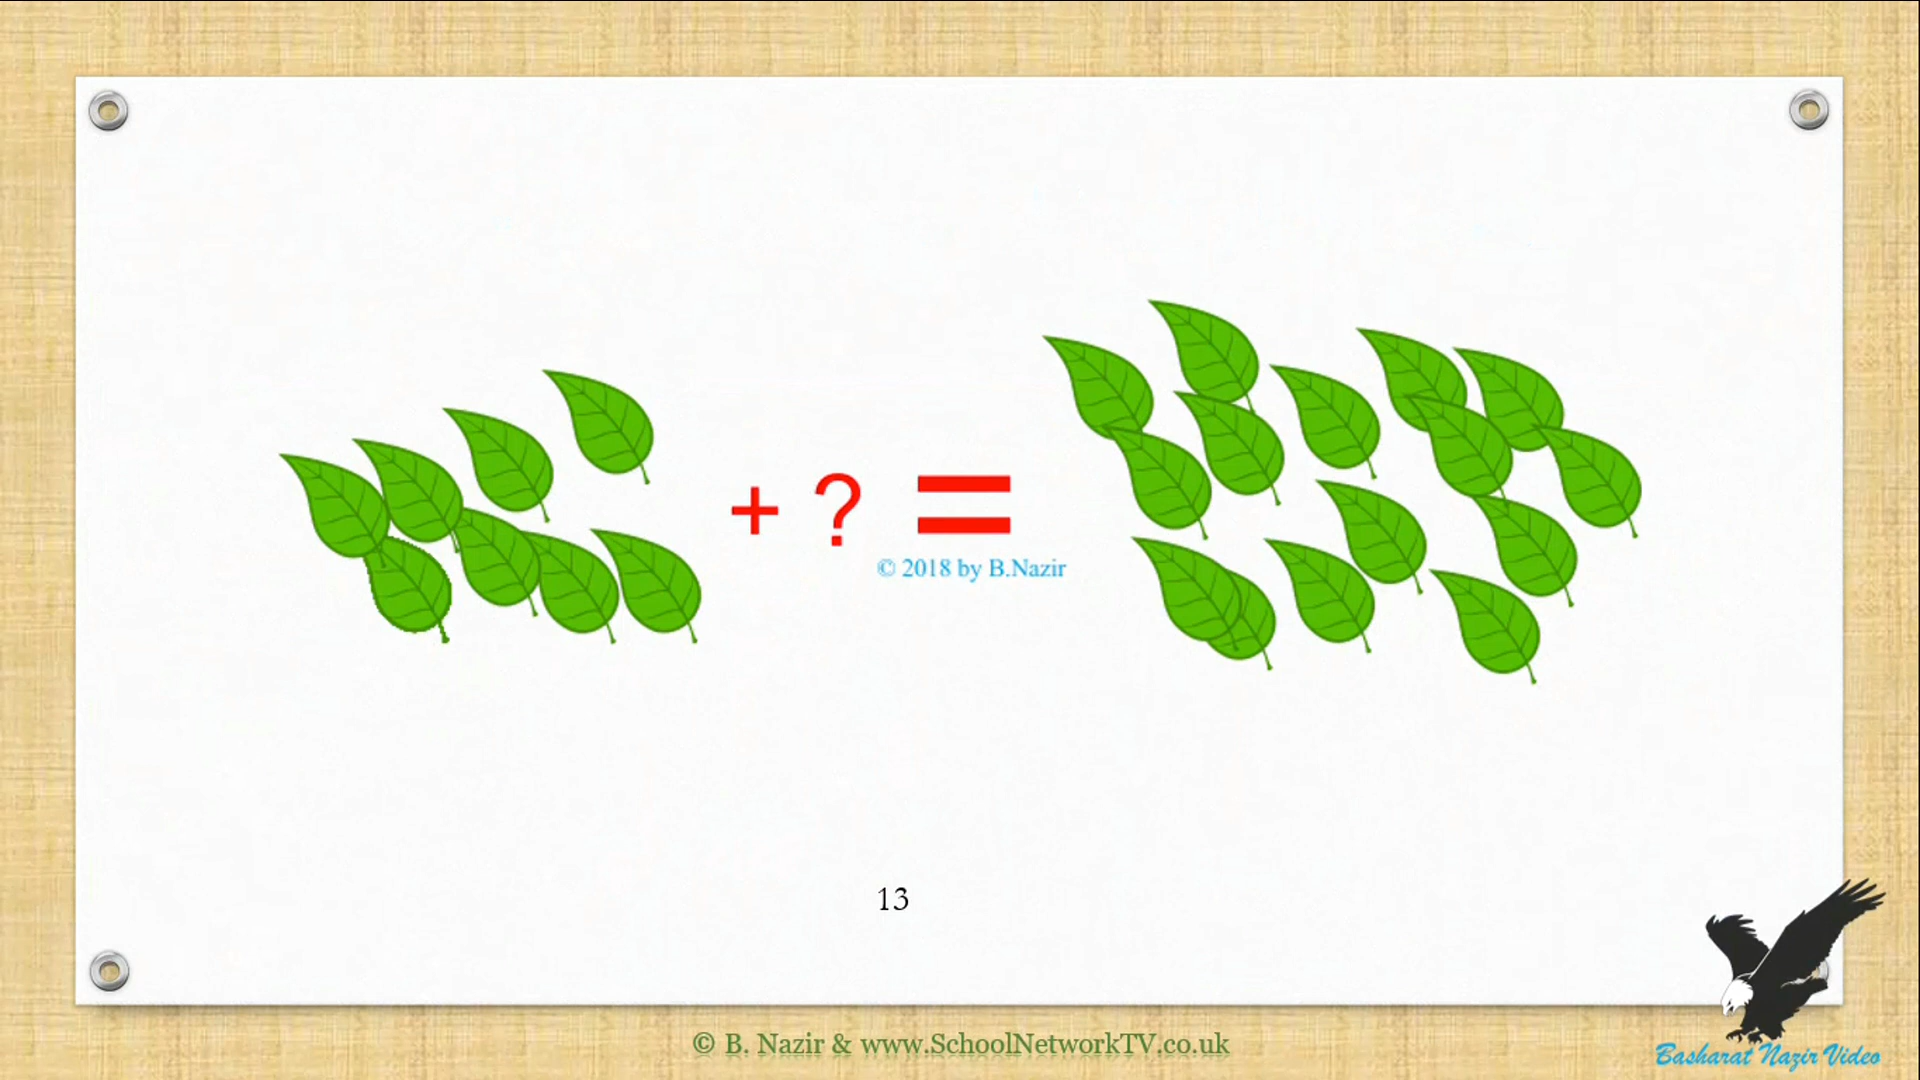 + ? =
© 2018 by B.Nazir
13
© B. Nazir & www.SchoolNetworkTV.co.uk
Basharat Nazir Video